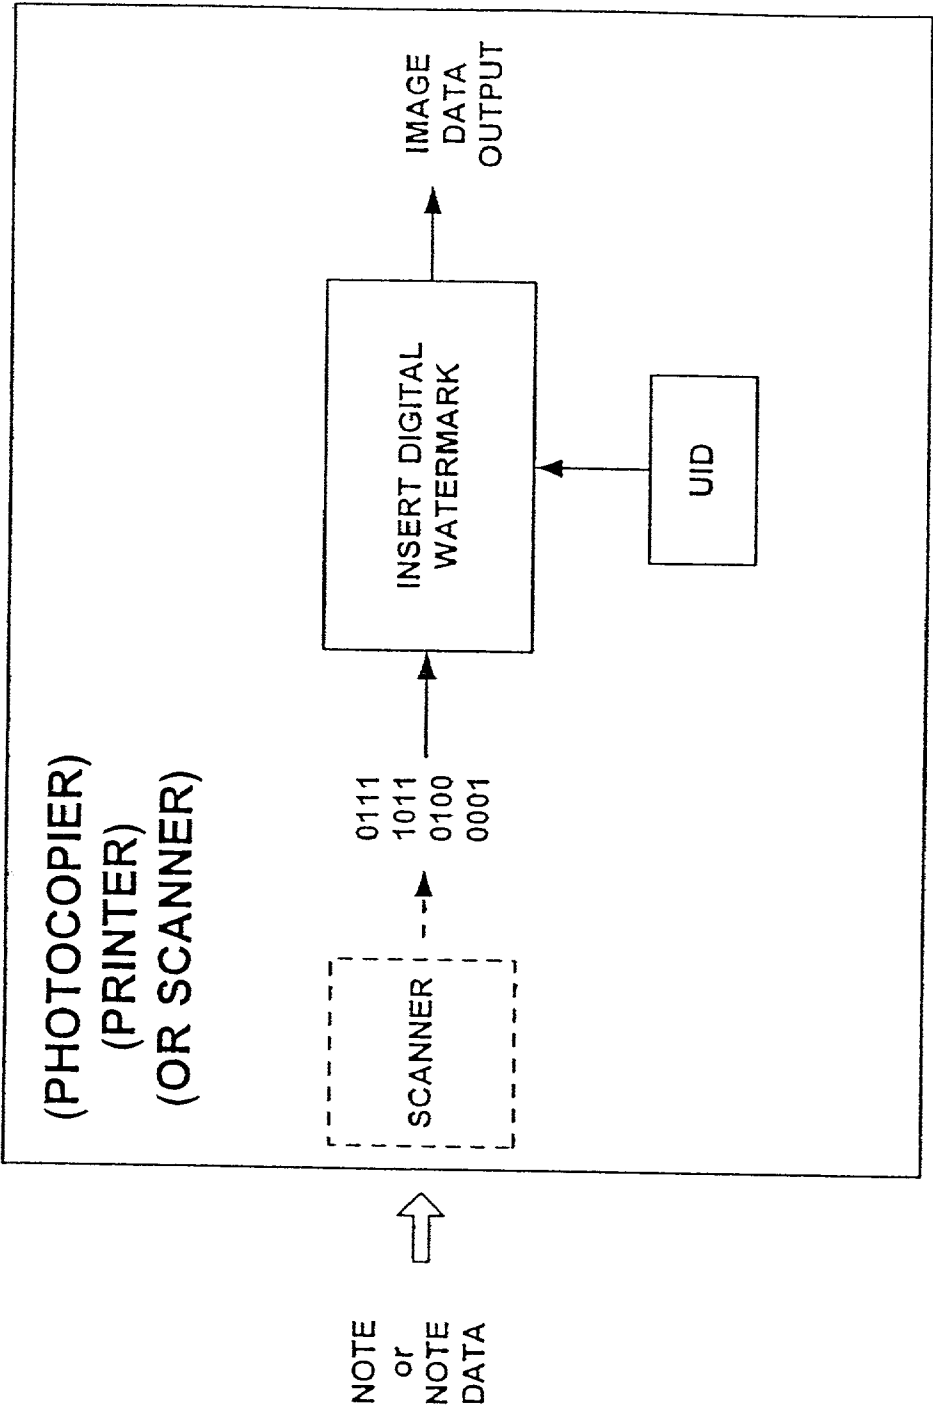 (PHOTOCOPIER)
(PRINTER)
(OR SCANNER)
NOTE
or
NOTE
DATA
SCANNER
0111
1011
0100
0001
INSERT DIGITAL
WATERMARK
UID
IMAGE
DATA
OUTPUT